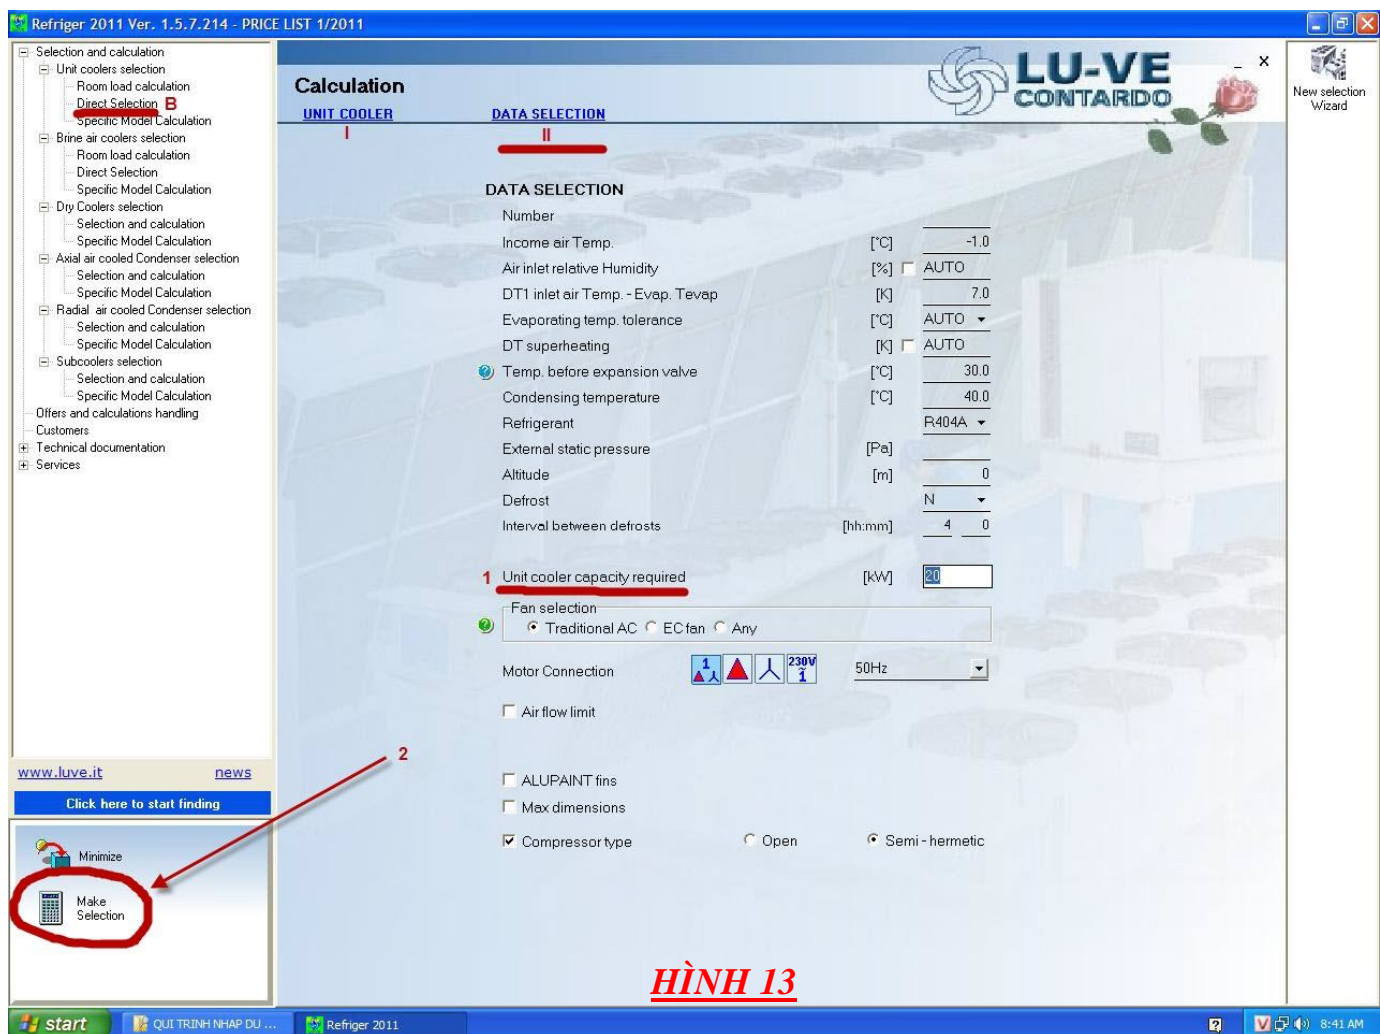 Refriger 2011 Ver. 1.5.7.214 - PRICE LIST 1/2011
Selection and calculation
Unit coolers selection
Room load calculation
Direct Selection B
Specific Model Calculation
Brine air coolers selection
Room load calculation
Direct Selection
Specific Model Calculation
Dry Coolers selection
Selection and calculation
Specific Model Calculation
Axial air cooled Condenser selection
Selection and calculation
Specific Model Calculation
Radial air cooled Condenser selection
Selection and calculation
Specific Model Calculation
Subcoolers selection
Selection and calculation
Specific Model Calculation
Offers and calculations handling
Customers
Technical documentation
Services
www.luve.it news
Click here to start finding
Minimize
Make
Selection
2
Calculation
LU-VE
CONTARDO
UNIT COOLER DATA SELECTION
I II
DATA SELECTION
Number
Income air Temp. [°C] -1.0
Air inlet relative Humidity [%] AUTO
DT1 inlet air Temp. - Evap. Tevap [K] 7.0
Evaporating temp. tolerance [°C] AUTO
DT superheating [K] AUTO
Temp. before expansion valve [°C] 30.0
Condensing temperature [°C] 40.0
Refrigerant R404A
External static pressure [Pa]
Altitude [m] 0
Defrost N
Interval between defrosts [hh:mm] 4 0
1 Unit cooler capacity required [kW] 20
Fan selection
Traditional AC EC fan Any
Motor Connection 1 230V 1 50Hz
Air flow limit
ALUPAINT fins
Max dimensions
Compressor type Open Semi - hermetic
HÌNH 13
New selection
Wizard
start QUI TRINH NHAP DU ... Refriger 2011 V 8:41 AM